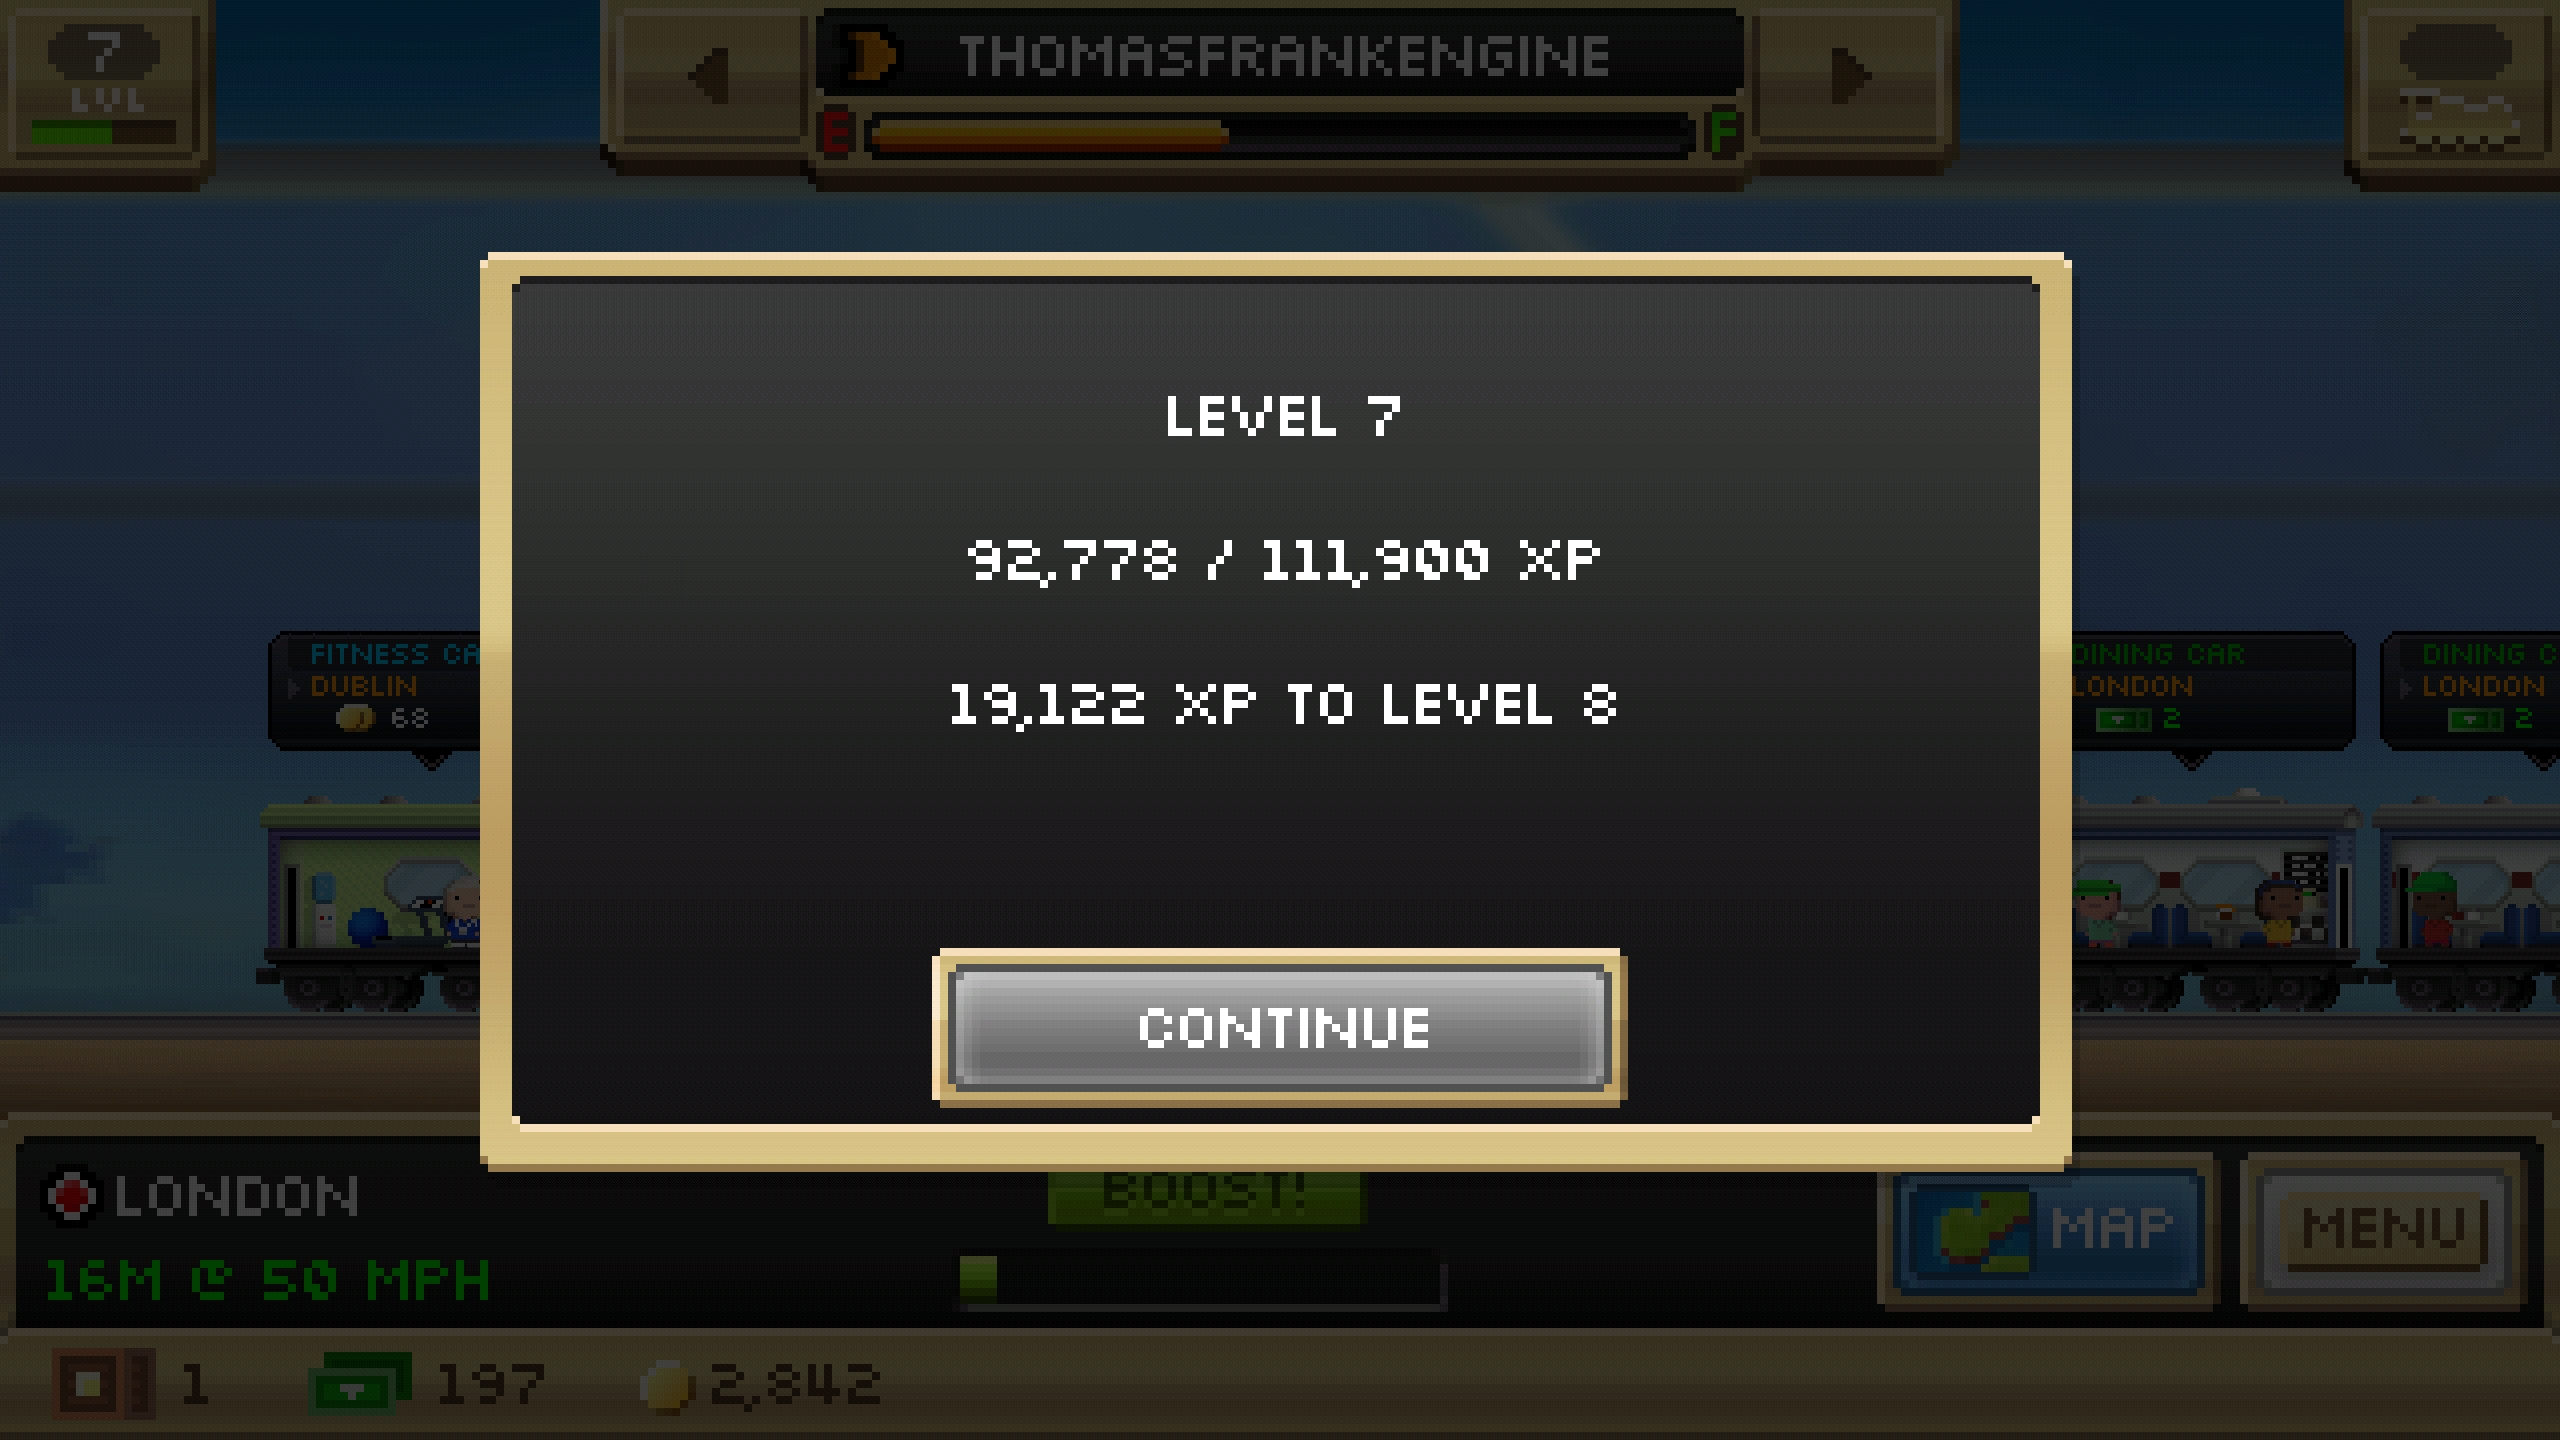 7
LVL
THOMASFRANKENGINE
E
F
LEVEL 7
92,778 / 111,900 XP
19,122 XP TO LEVEL 8
CONTINUE
FITNESS CA
DUBLIN
68
DINING CAR
LONDON
2
DINING C
LONDON
2
LONDON
16M @ 50 MPH
BOOST!
MAP
MENU
1
197
2,842